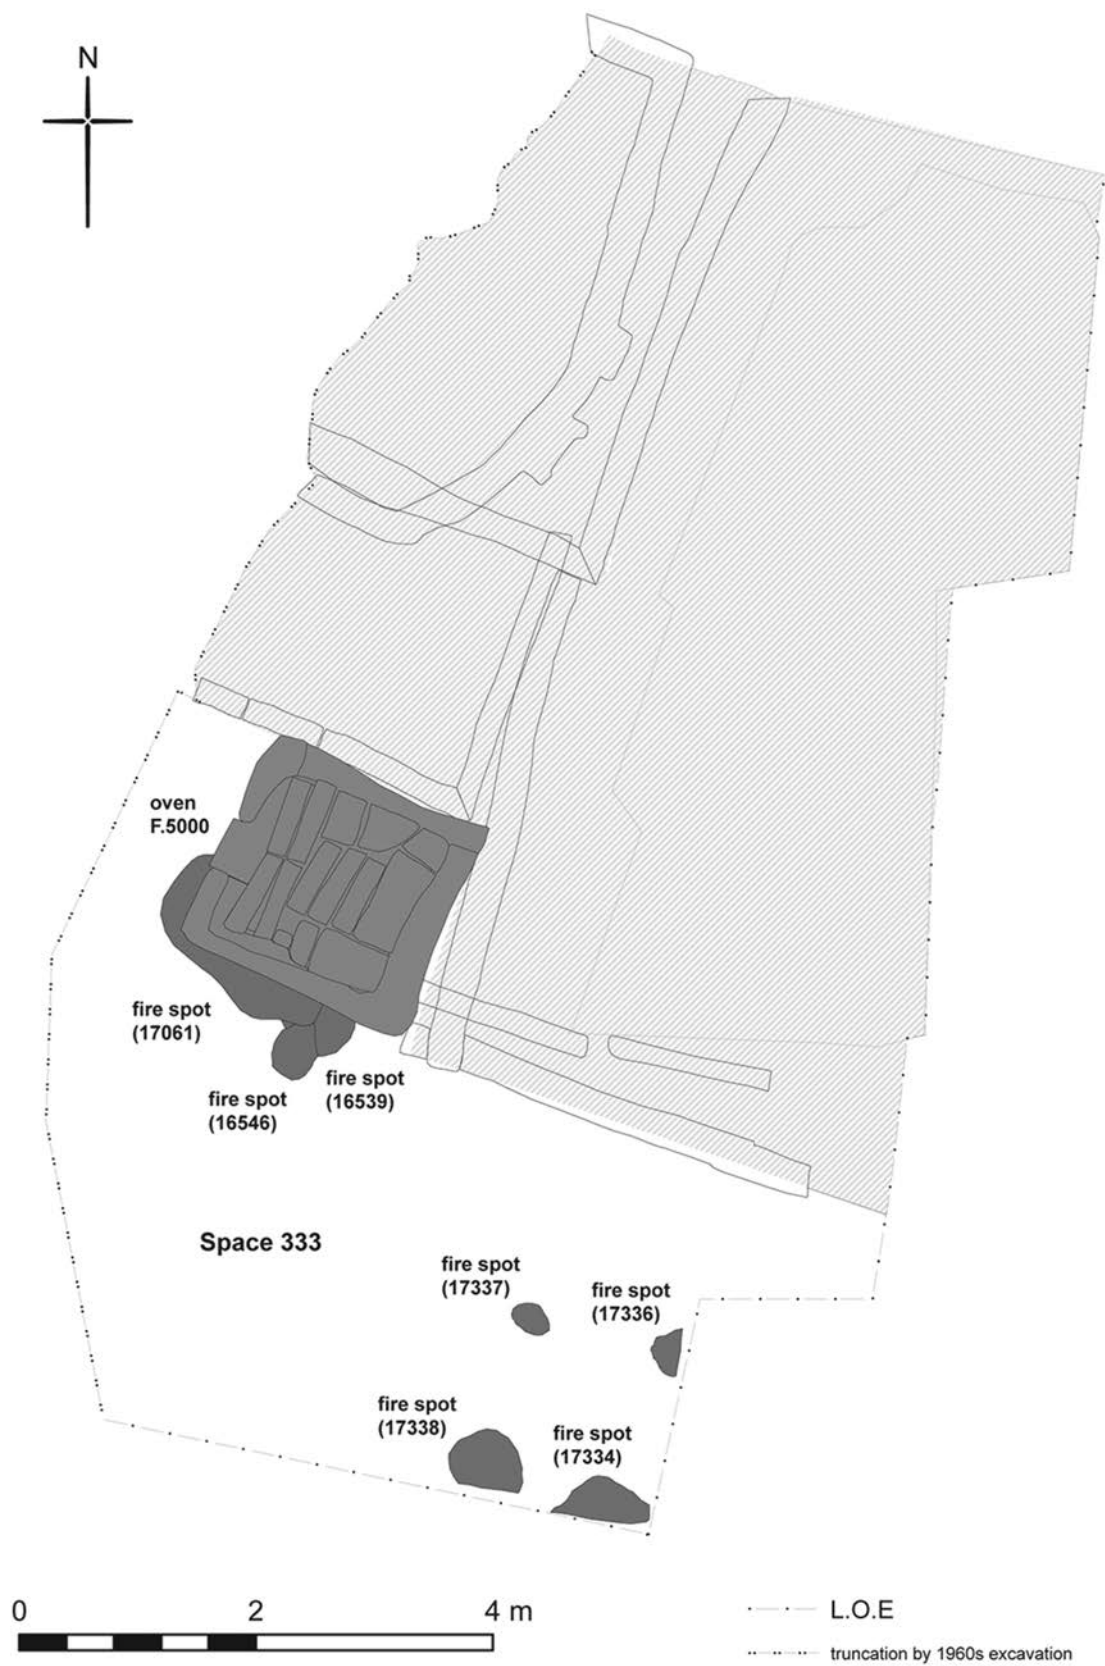 N
oven
F.5000
fire spot
(17061)
fire spot
(16546)
fire spot
(16539)
Space 333
fire spot
(17337)
fire spot
(17336)
fire spot
(17338)
fire spot
(17334)
0 2 4 m
L.O.E
truncation by 1960s excavation